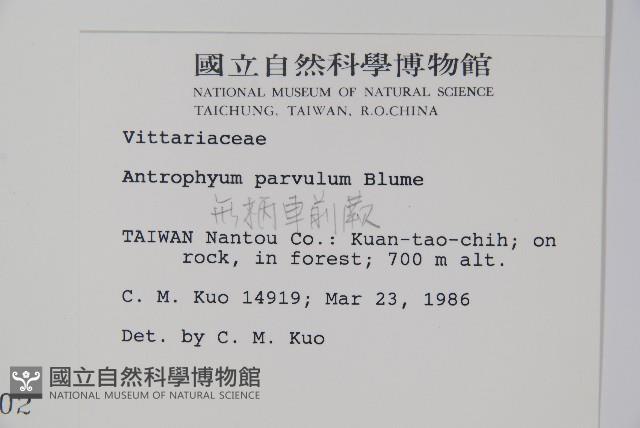 國立自然科學博物館
NATIONAL MUSEUM OF NATURAL SCIENCE
TAICHUNG, TAIWAN, R.O.CHINA
Vittariaceae
Antrophyum parvulum Blume
無柄車前蕨
TAIWAN Nantou Co.: Kuan-tao-chih; on
rock, in forest; 700 m alt.
C. M. Kuo 14919; Mar 23, 1986
Det. by C. M. Kuo
國立自然科學博物館
NATIONAL MUSEUM OF NATURAL SCIENCE
02